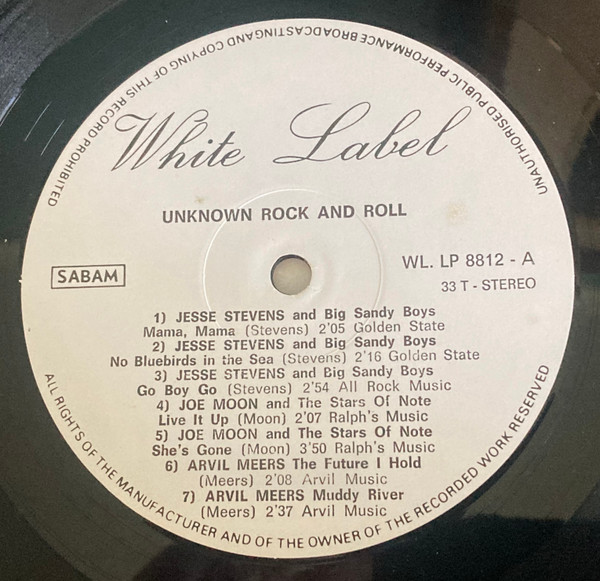 UNAUTHORISED PUBLIC PERFORMANCE BROADCASTING AND COPYING OF THIS RECORD PROHIBITED
White Label
UNKNOWN ROCK AND ROLL
SABAM
WL. LP 8812 - A
33 T - STEREO
1) JESSE STEVENS and Big Sandy Boys
Mama, Mama (Stevens) 2'05 Golden State
2) JESSE STEVENS and Big Sandy Boys
No Bluebirds in the Sea (Stevens) 2'16 Golden State
3) JESSE STEVENS and Big Sandy Boys
Go Boy Go (Stevens) 2'54 All Rock Music
4) JOE MOON and The Stars Of Note
Live It Up (Moon) 2'07 Ralph's Music
5) JOE MOON and The Stars Of Note
She's Gone (Moon) 3'50 Ralph's Music
6) ARVIL MEERS The Future I Hold
(Meers) 2'08 Arvil Music
7) ARVIL MEERS Muddy River
(Meers) 2'37 Arvil Music
ALL RIGHTS OF THE MANUFACTURER AND OF THE OWNER OF THE RECORDED WORK RESERVED